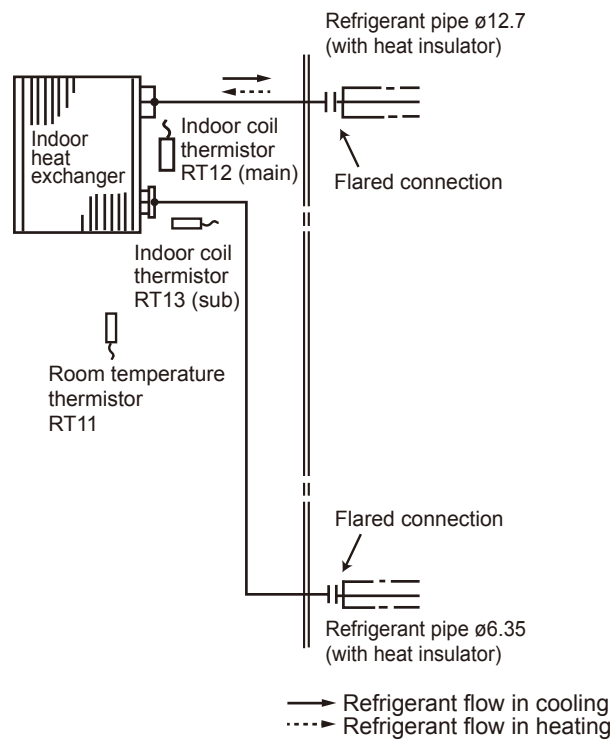 Refrigerant pipe ø12.7
(with heat insulator)
Indoor
heat
exchanger
Indoor coil
thermistor
RT12 (main)
Flared connection
Indoor coil
thermistor
RT13 (sub)
Room temperature
thermistor
RT11
Flared connection
Refrigerant pipe ø6.35
(with heat insulator)
Refrigerant flow in cooling
Refrigerant flow in heating